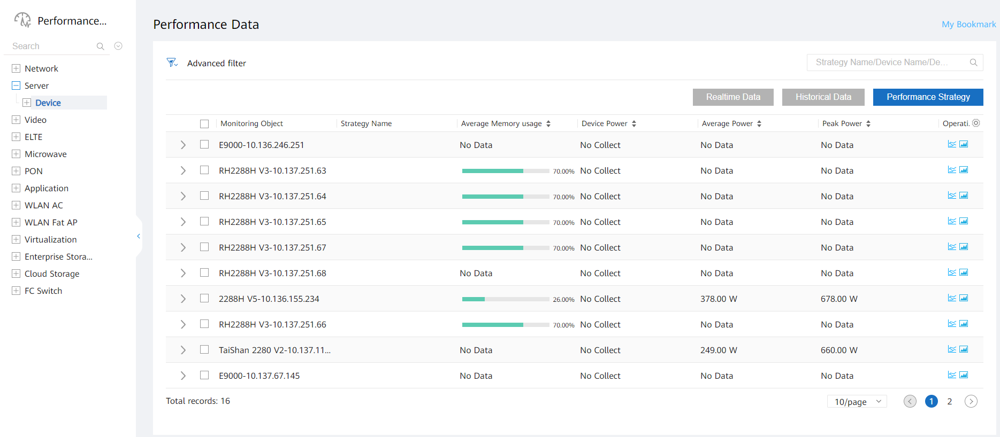 Performance...
Search
Network
Server
Device
Video
ELTE
Microwave
PON
Application
WLAN AC
WLAN Fat AP
Virtualization
Enterprise Stora...
Cloud Storage
FC Switch
Performance Data
My Bookmark
Advanced filter
Strategy Name/Device Name/De...
Realtime Data Historical Data Performance Strategy
Monitoring Object Strategy Name Average Memory usage Device Power Average Power Peak Power Operati.
E9000-10.136.246.251 No Data No Collect No Data No Data
RH2288H V3-10.137.251.63 70.00% No Collect No Data No Data
RH2288H V3-10.137.251.64 70.00% No Collect No Data No Data
RH2288H V3-10.137.251.65 70.00% No Collect No Data No Data
RH2288H V3-10.137.251.67 70.00% No Collect No Data No Data
RH2288H V3-10.137.251.68 No Data No Collect No Data No Data
2288H V5-10.136.155.234 26.00% No Collect 378.00 W 678.00 W
RH2288H V3-10.137.251.66 70.00% No Collect No Data No Data
TaiShan 2280 V2-10.137.11... No Data No Collect 249.00 W 660.00 W
E9000-10.137.67.145 No Data No Collect No Data No Data
Total records: 16
10/page 1 2